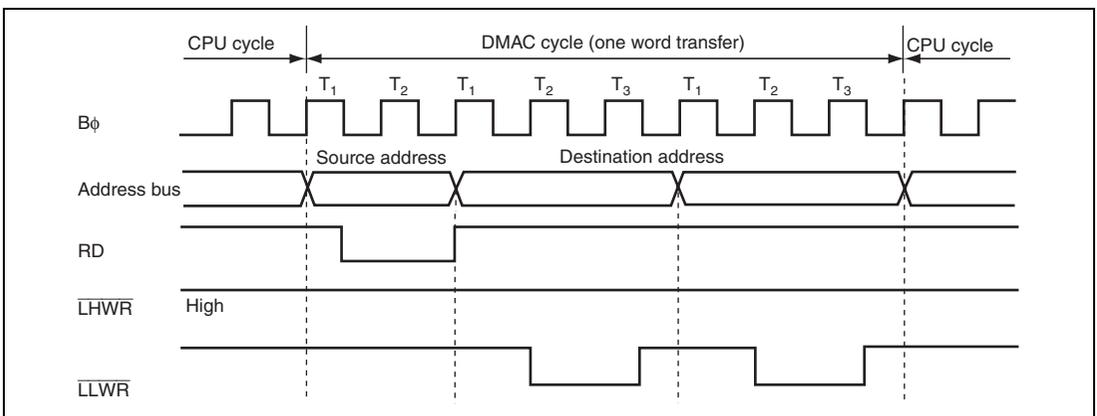 CPU cycle DMAC cycle (one word transfer) CPU cycle
T1 T2 T1 T2 T3 T1 T2 T3
Bϕ
Source address Destination address
Address bus
RD
LHWR High
LLWR